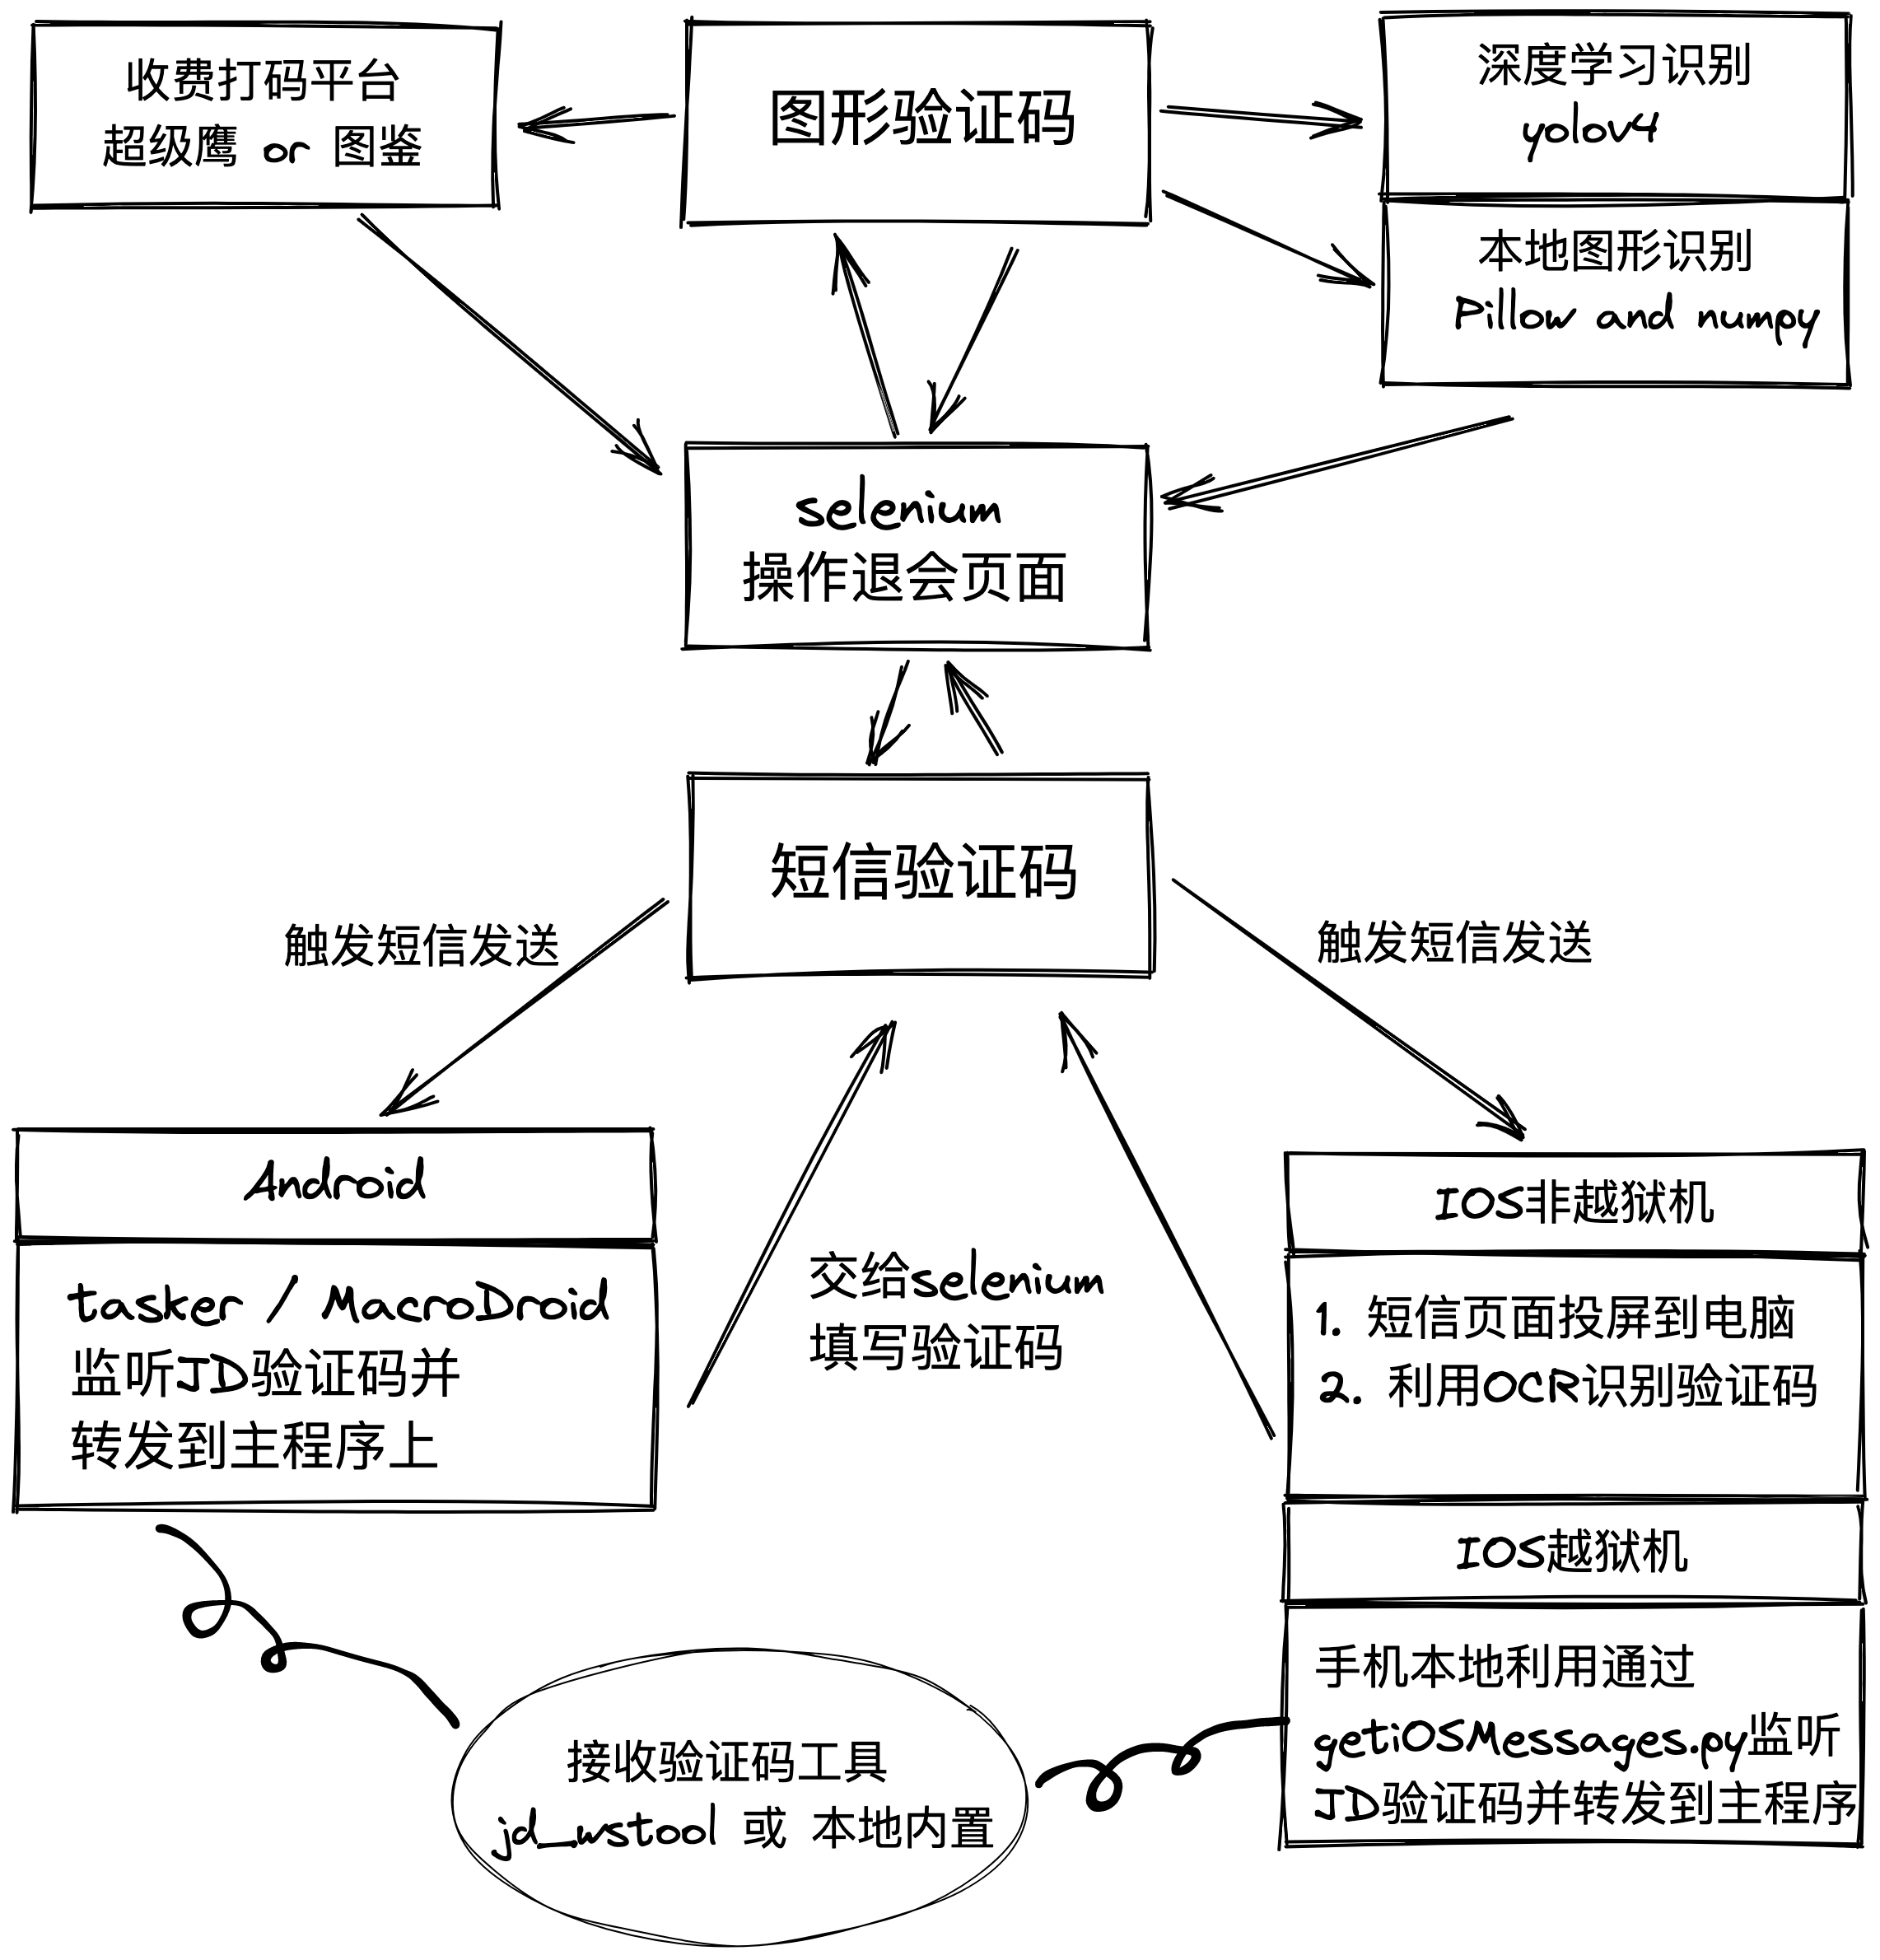 收费打码平台
超级鹰 or 图鉴
图形验证码
深度学习识别
yolov4
本地图形识别
Pillow and numpy
selenium
操作退会页面
短信验证码
触发短信发送
触发短信发送
Android
tasker / MacroDroid
监听JD验证码并
转发到主程序上
交给selenium
填写验证码
IOS非越狱机
1. 短信页面投屏到电脑
2. 利用OCR识别验证码
IOS越狱机
手机本地利用通过
getiOSMessages.py监听
JD验证码并转发到主程序
接收验证码工具
jd_wstool 或 本地内置